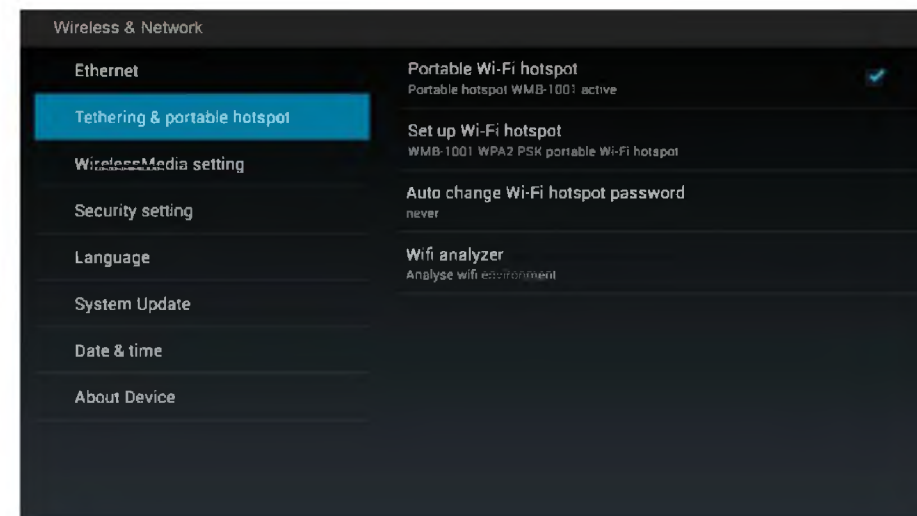 Wireless & Network
Ethernet
Tethering & portable hotspot
WirelessMedia setting
Security setting
Language
System Update
Date & time
About Device
Portable Wi-Fi hotspot
Portable hotspot WMB-1001 active
Set up Wi-Fi hotspot
WMB-1001 WPA2 PSK portable Wi-Fi hotspot
Auto change Wi-Fi hotspot password
never
Wifi analyzer
Analyse wifi environment